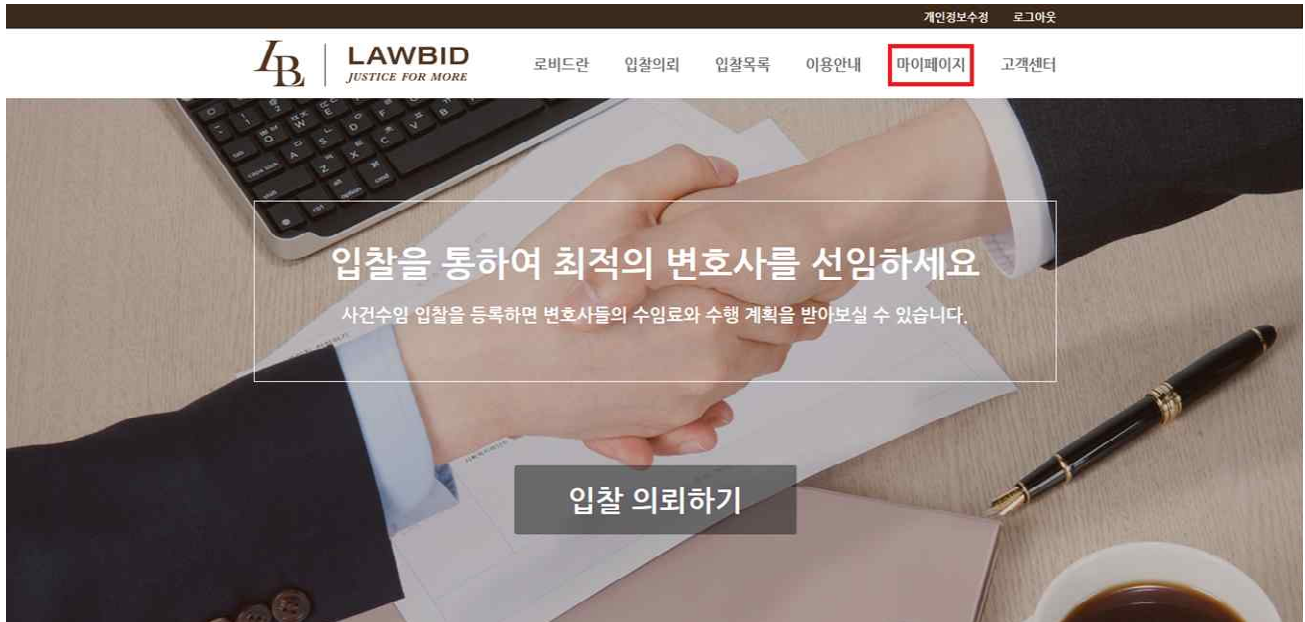 개인정보수정 로그아웃
LB LAWBID
JUSTICE FOR MORE
로비드란 입찰의뢰 입찰목록 이용안내 마이페이지 고객센터
입찰을 통하여 최적의 변호사를 선임하세요
사건수임 입찰을 등록하면 변호사들의 수임료와 수행 계획을 받아보실 수 있습니다.
입찰 의뢰하기